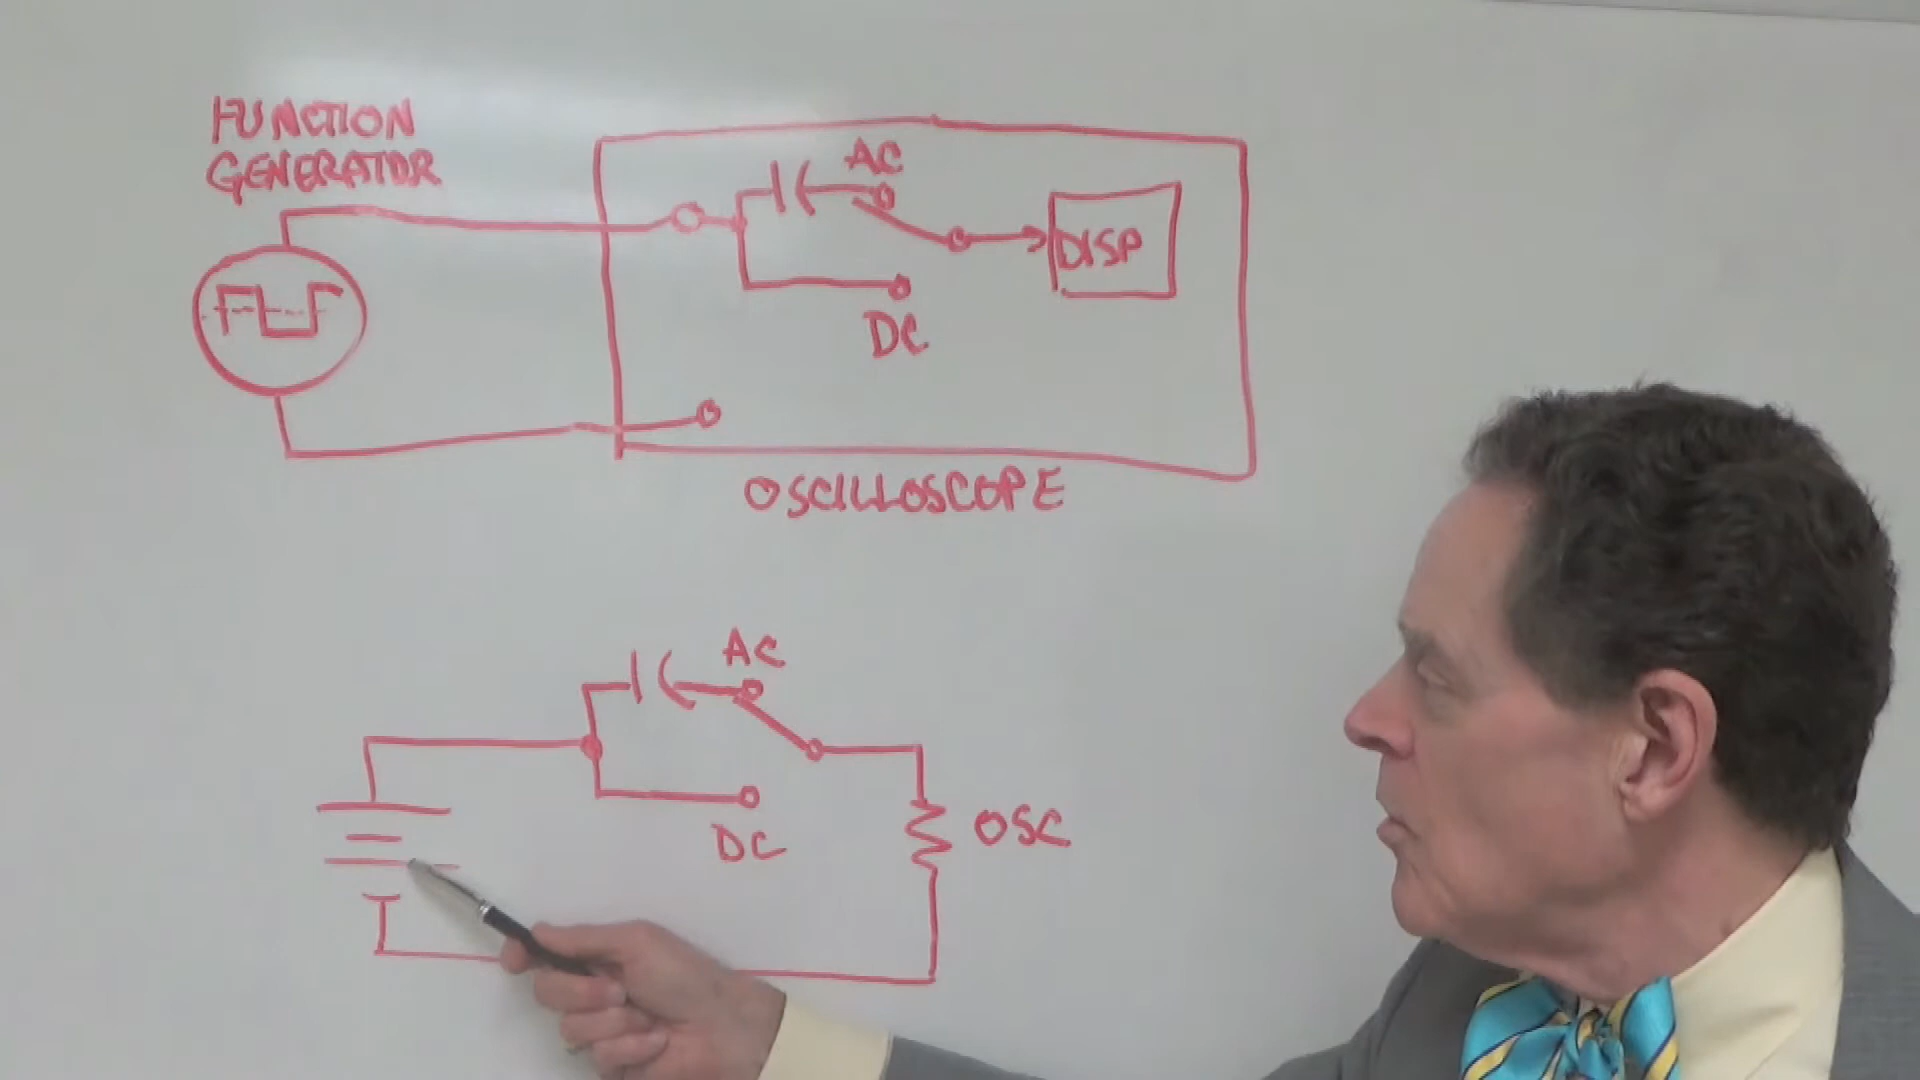 FUNCTION
GENERATOR
AC
DISP
DC
OSCILLOSCOPE
AC
DC
OSC